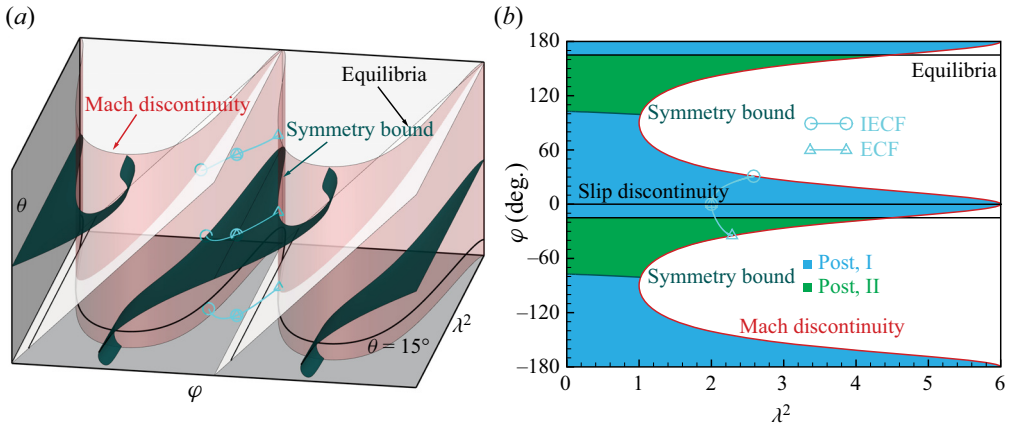 (a)
Equilibria
Mach discontinuity
Symmetry bound
θ
λ²
θ = 15°
φ
(b)
180
120
60
0
−60
−120
−180
φ (deg.)
Equilibria
Symmetry bound
IECF
ECF
Slip discontinuity
Symmetry bound
Post, I
Post, II
Mach discontinuity
0 1 2 3 4 5 6
λ²